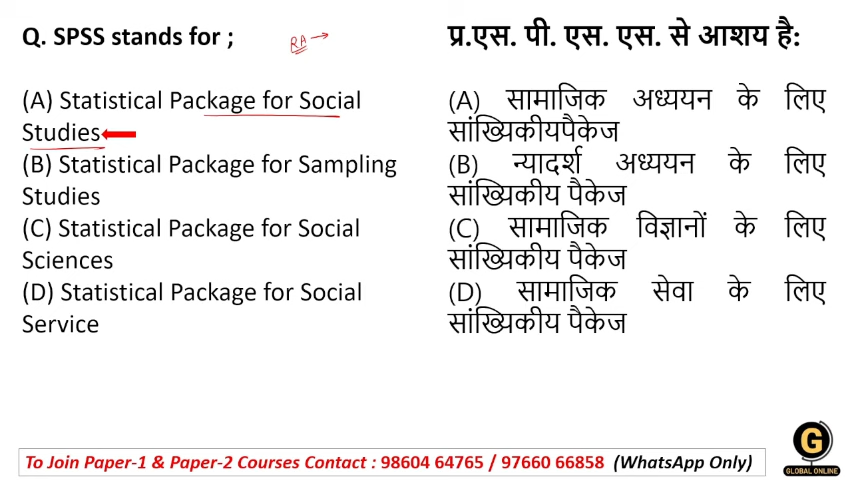 Q. SPSS stands for ;
RA
(A) Statistical Package for Social
Studies
(B) Statistical Package for Sampling
Studies
(C) Statistical Package for Social
Sciences
(D) Statistical Package for Social
Service
प्र.एस. पी. एस. एस. से आशय है:
(A) सामाजिक अध्ययन के लिए
सांख्यिकीयपैकेज
(B) न्यादर्श अध्ययन के लिए
सांख्यिकीय पैकेज
(C) सामाजिक विज्ञानों के लिए
सांख्यिकीय पैकेज
(D) सामाजिक सेवा के लिए
सांख्यिकीय पैकेज
To Join Paper-1 & Paper-2 Courses Contact : 98604 64765 / 97660 66858 (WhatsApp Only)
G
GLOBAL ONLINE